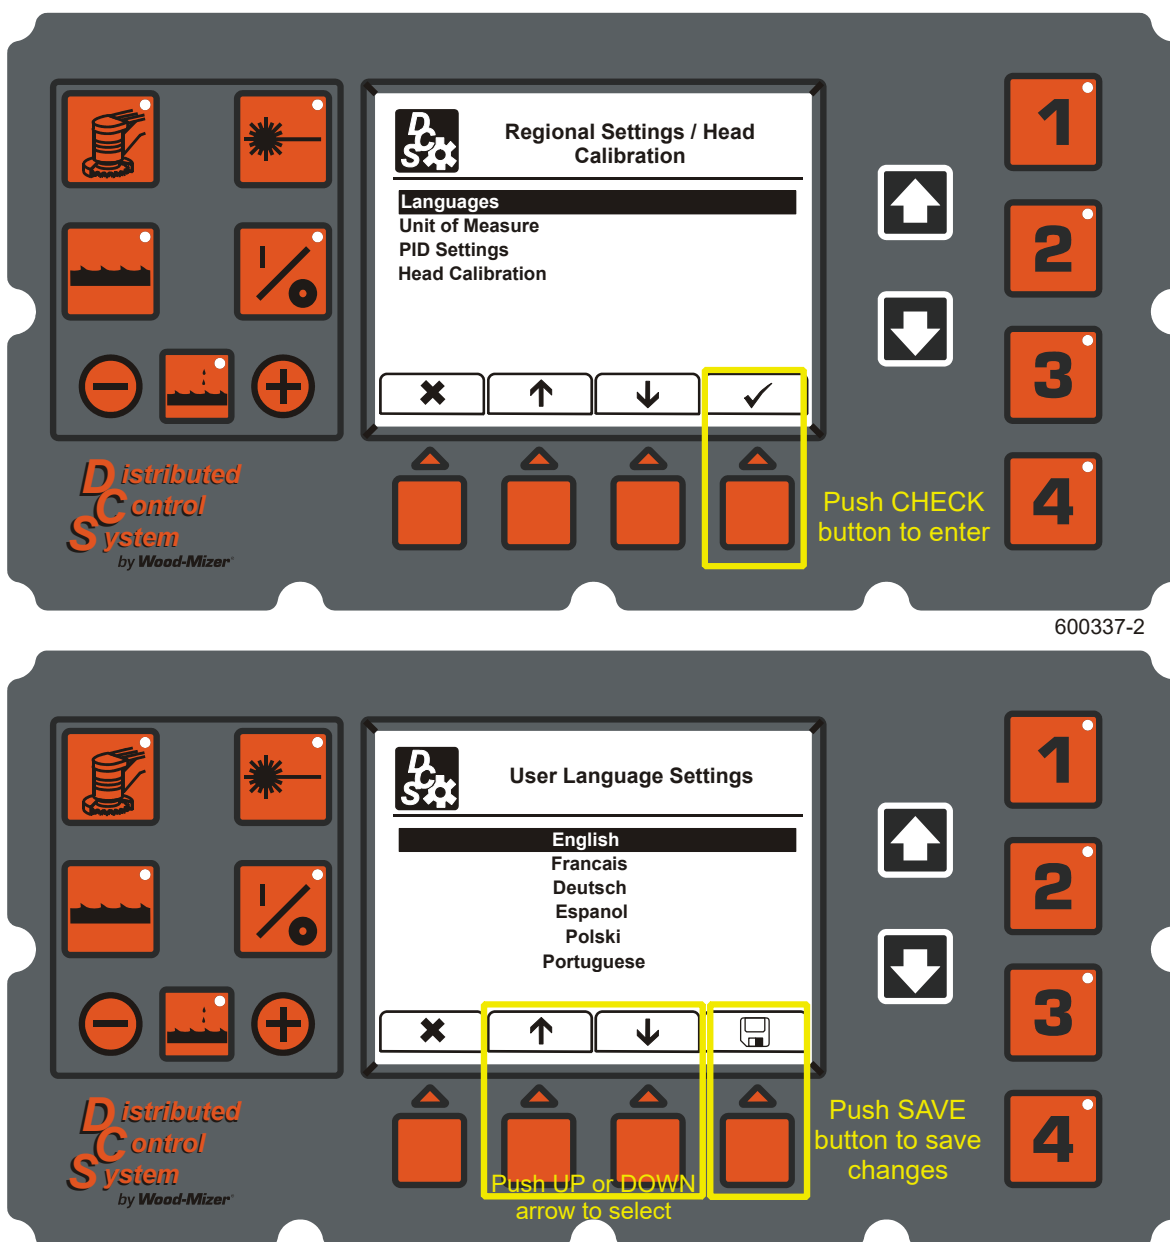 DCS
Regional Settings / Head
Calibration
Languages
Unit of Measure
PID Settings
Head Calibration
1
2
3
4
Distributed
Control
System
by Wood-Mizer
Push CHECK
button to enter
600337-2
DCS
User Language Settings
English
Francais
Deutsch
Espanol
Polski
Portuguese
1
2
3
4
Distributed
Control
System
by Wood-Mizer
Push UP or DOWN
arrow to select
Push SAVE
button to save
changes